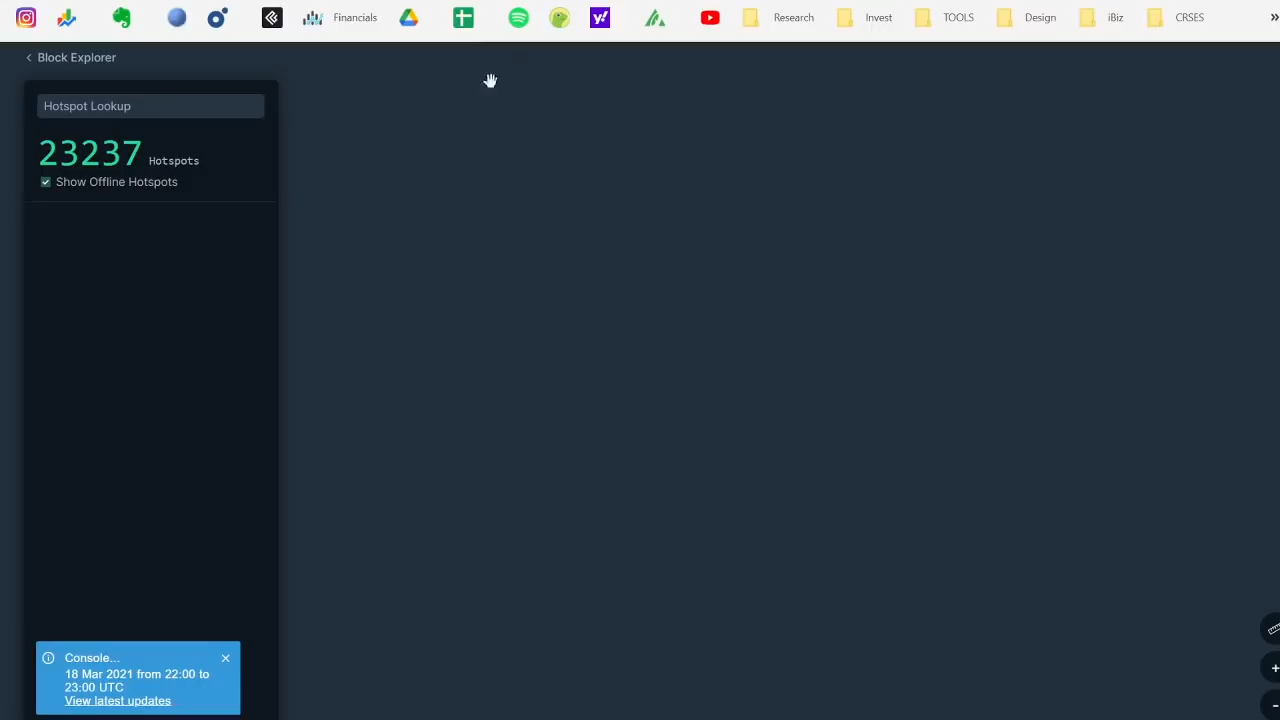 Financials
Research
Invest
TOOLS
Design
iBiz
CRSES
»
< Block Explorer
Hotspot Lookup
23237 Hotspots
Show Offline Hotspots
Console...
18 Mar 2021 from 22:00 to
23:00 UTC
View latest updates